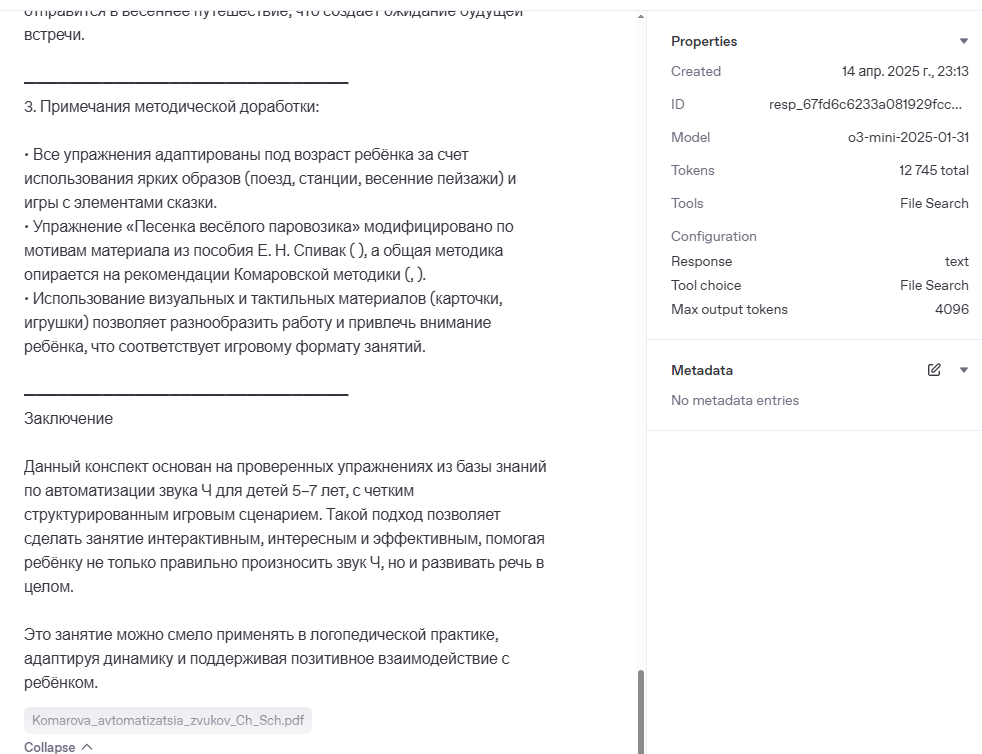 отправится в весеннее путешествие, что создает ожидание будущей
встречи.
3. Примечания методической доработки:
• Все упражнения адаптированы под возраст ребёнка за счет
использования ярких образов (поезд, станции, весенние пейзажи) и
игры с элементами сказки.
• Упражнение «Песенка весёлого паровозика» модифицировано по
мотивам материала из пособия Е. Н. Спивак ( ), а общая методика
опирается на рекомендации Комаровской методики (, ).
• Использование визуальных и тактильных материалов (карточки,
игрушки) позволяет разнообразить работу и привлечь внимание
ребёнка, что соответствует игровому формату занятий.
Заключение
Данный конспект основан на проверенных упражнениях из базы знаний
по автоматизации звука Ч для детей 5–7 лет, с четким
структурированным игровым сценарием. Такой подход позволяет
сделать занятие интерактивным, интересным и эффективным, помогая
ребёнку не только правильно произносить звук Ч, но и развивать речь в
целом.
Это занятие можно смело применять в логопедической практике,
адаптируя динамику и поддерживая позитивное взаимодействие с
ребёнком.
Komarova_avtomatizatsia_zvukov_Ch_Sch.pdf
Collapse
Properties
Created 14 апр. 2025 г., 23:13
ID resp_67fd6c6233a081929fcc...
Model o3-mini-2025-01-31
Tokens 12 745 total
Tools File Search
Configuration
Response text
Tool choice File Search
Max output tokens 4096
Metadata
No metadata entries